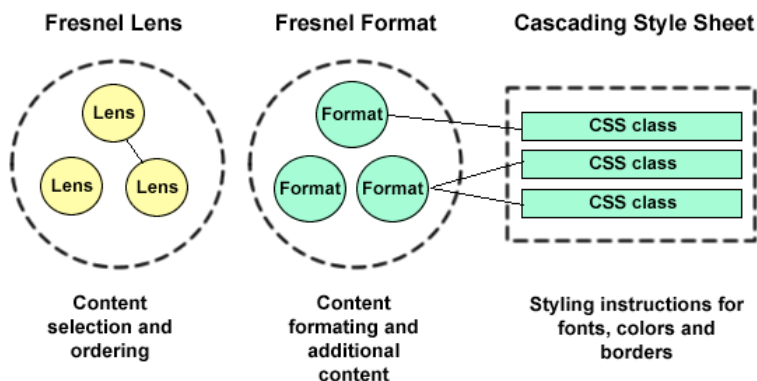 Fresnel Lens
Fresnel Format
Cascading Style Sheet
Lens
Lens
Lens
Format
Format
Format
CSS class
CSS class
CSS class
Content
selection and
ordering
Content
formating and
additional
content
Styling instructions for
fonts, colors and
borders